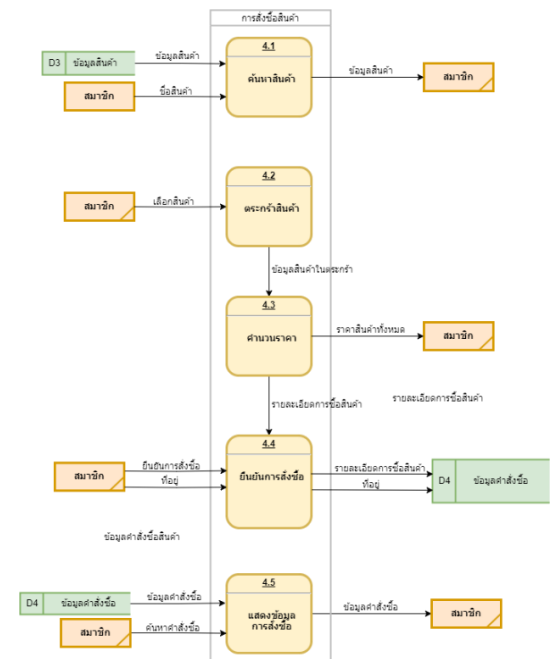 การสั่งซื้อสินค้า
4.1
D3 ข้อมูลสินค้า
ข้อมูลสินค้า
ค้นหาสินค้า
ข้อมูลสินค้า
สมาชิก
สมาชิก
ชื่อสินค้า
4.2
สมาชิก
เลือกสินค้า
ตระกร้าสินค้า
ข้อมูลสินค้าในตระกร้า
4.3
คำนวนราคา
ราคาสินค้าทั้งหมด
สมาชิก
รายละเอียดการซื้อสินค้า
รายละเอียดการซื้อสินค้า
4.4
สมาชิก
ยืนยันการสั่งซื้อ
ที่อยู่
ยืนยันการสั่งซื้อ
รายละเอียดการซื้อสินค้า
ที่อยู่
D4 ข้อมูลคำสั่งซื้อ
ข้อมูลคำสั่งซื้อสินค้า
4.5
D4 ข้อมูลคำสั่งซื้อ
ข้อมูลคำสั่งซื้อ
แสดงข้อมูล
การสั่งซื้อ
ข้อมูลคำสั่งซื้อ
สมาชิก
สมาชิก
ค้นหาคำสั่งซื้อ